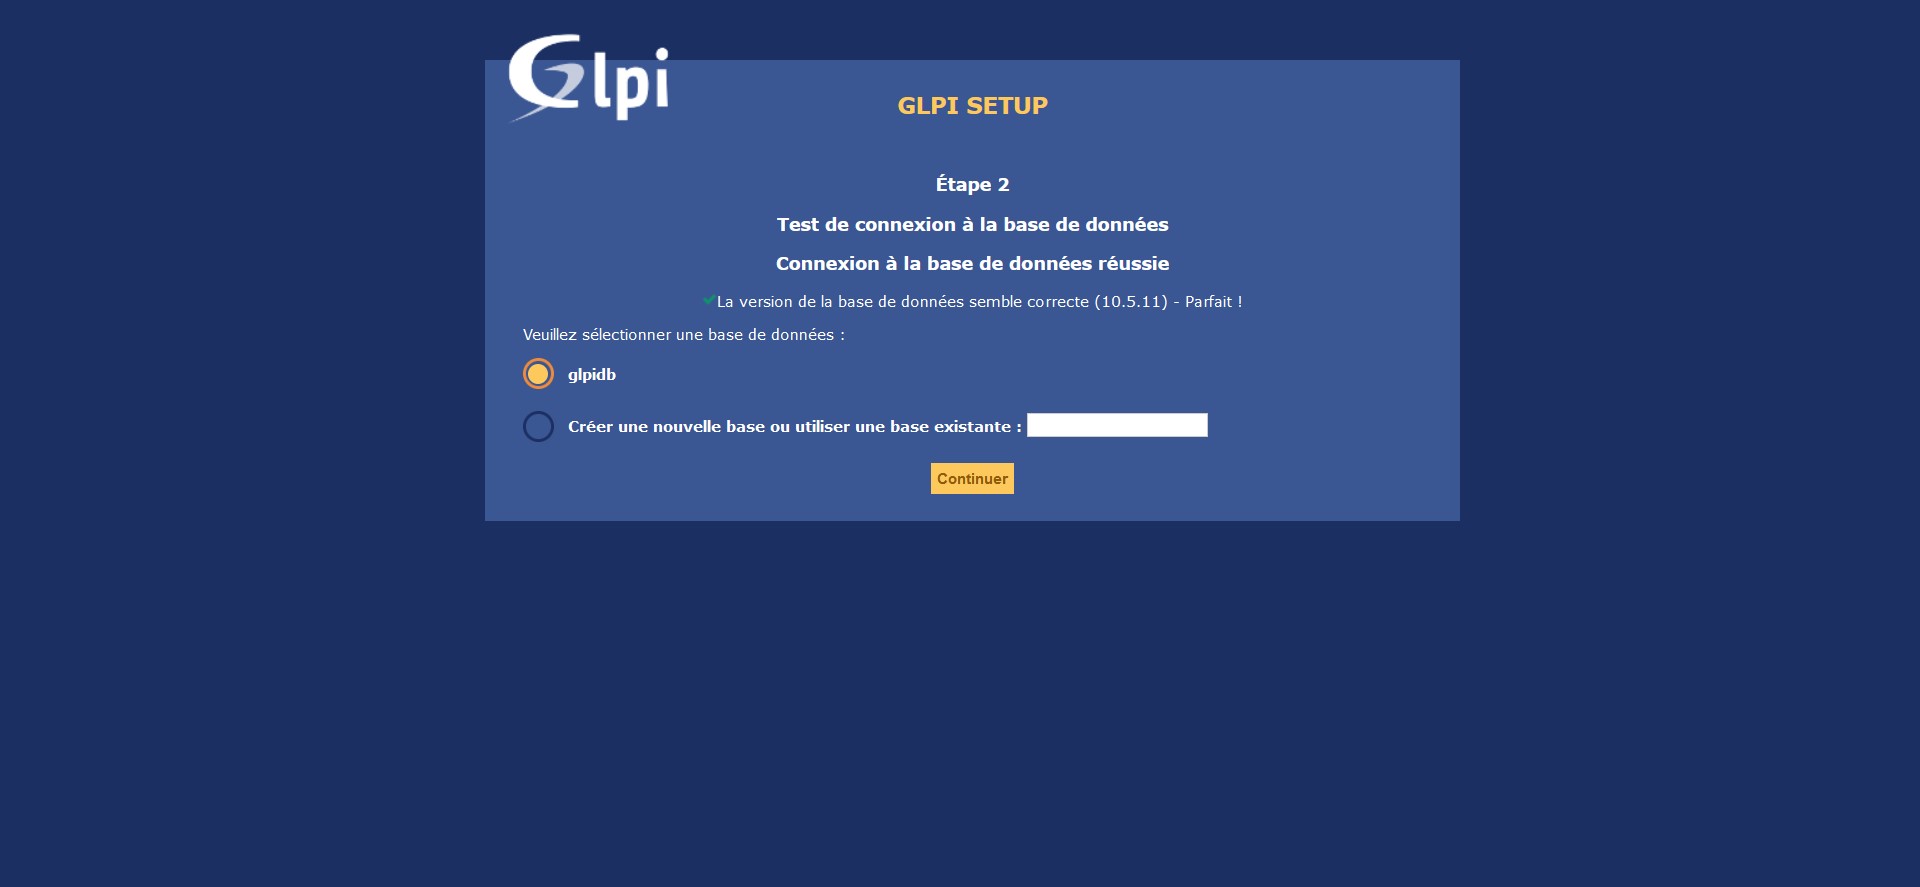 Glpi
GLPI SETUP
Étape 2
Test de connexion à la base de données
Connexion à la base de données réussie
La version de la base de données semble correcte (10.5.11) - Parfait !
Veuillez sélectionner une base de données :
glpidb
Créer une nouvelle base ou utiliser une base existante :
Continuer